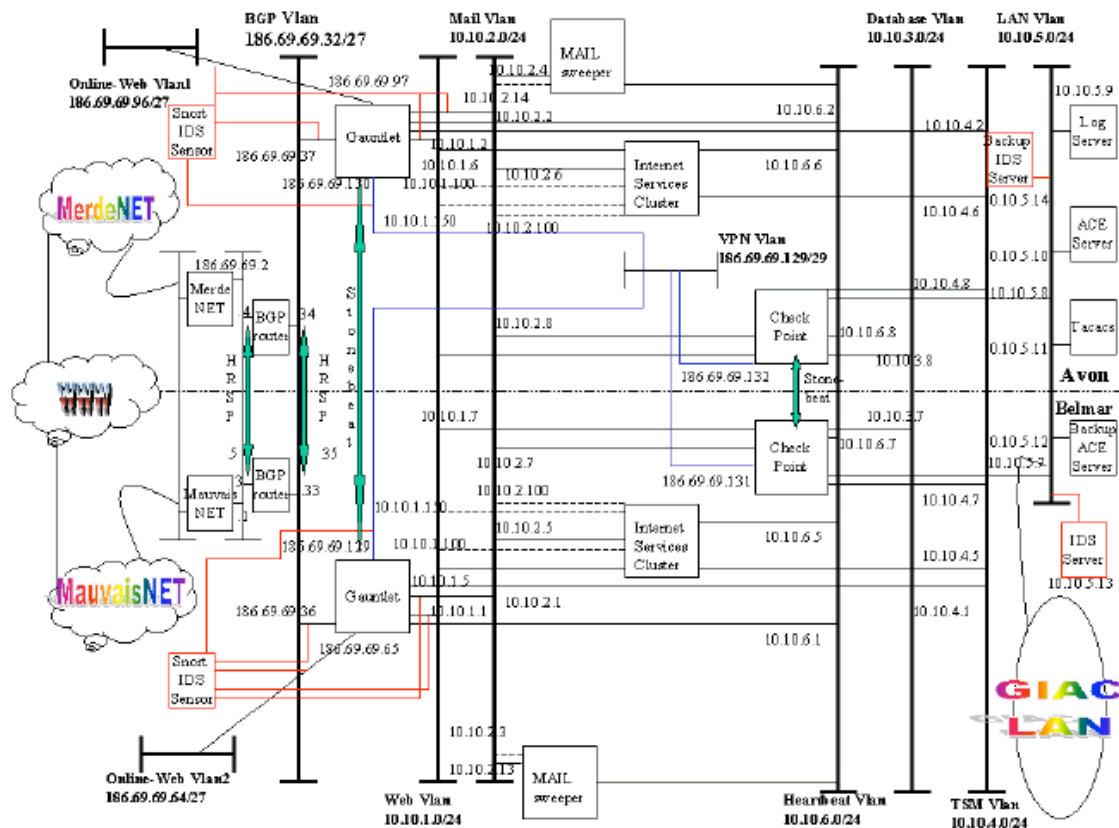 BGP Vlan
186.69.69.32/27
Mail Vlan
10.10.2.0/24
Database Vlan
10.10.3.0/24
LAN Vlan
10.10.5.0/24
Online-Web Vlan1
186.69.69.96/27
186.69.69.97
10.10.2.4
MAIL
sweeper
10.10.5.9
Snort
IDS
Sensor
10.10.2.14
10.10.2.2
10.10.6.2
Log
Server
Gauntlet
10.10.4.2
186.69.69.37
10.10.1.2
Backup
IDS
Server
10.10.1.6
10.10.6.6
186.69.69.130
10.10.1.100
10.10.2.6
Internet
Services
Cluster
MerdeNET
10.10.5.14
10.10.1.150
10.10.4.6
ACE
Server
10.10.2.100
VPN Vlan
186.69.69.129/29
10.10.5.10
186.69.69.2
Merde
NET
.4
BGP
router
.34
Stonebeat
10.10.4.8
10.10.5.8
10.10.2.8
Check
Point
10.10.6.8
Tacacs
HRSP
HRSP
10.10.5.11
10.10.3.8
186.69.69.132
WWW
Stone-
beat
Avon
Belmar
10.10.1.7
.5
35
Check
Point
10.10.6.7
10.10.5.12
Backup
ACE
Server
BGP
router
10.10.2.7
Mauvais
NET
.3
.33
.2
186.69.69.131
10.10.2.100
10.10.4.7
10.10.1.150
Internet
Services
Cluster
10.10.2.5
10.10.6.5
186.69.69.129
10.10.1.100
IDS
Server
10.10.4.5
10.10.5.13
MauvaisNET
Gauntlet
10.10.1.5
10.10.2.1
186.69.69.36
10.10.1.1
10.10.4.1
10.10.6.1
186.69.69.65
Snort
IDS
Sensor
GIAC
LAN
10.10.2.3
10.10.2.13
MAIL
sweeper
Online-Web Vlan2
186.69.69.64/27
Web Vlan
10.10.1.0/24
Heartbeat Vlan
10.10.6.0/24
TSM Vlan
10.10.4.0/24